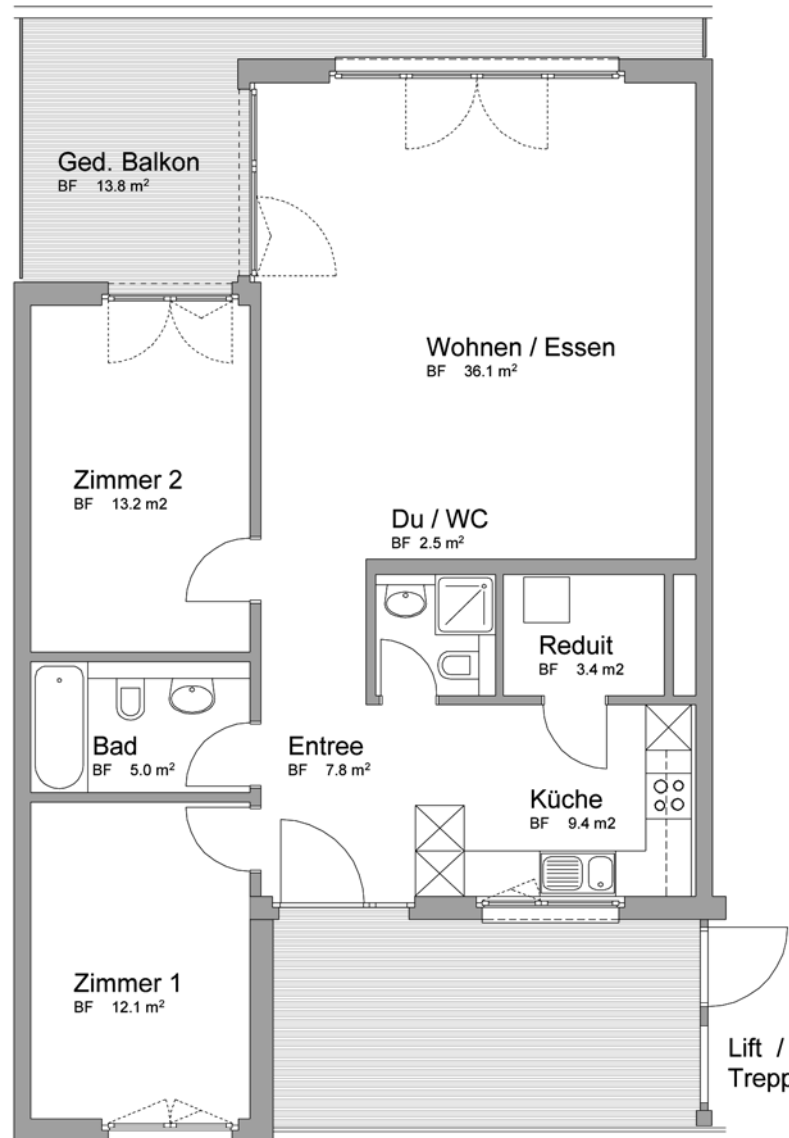 Ged. Balkon
BF 13.8 m²
Wohnen / Essen
BF 36.1 m²
Zimmer 2
BF 13.2 m2
Du / WC
BF 2.5 m²
Reduit
BF 3.4 m2
Bad
BF 5.0 m²
Entree
BF 7.8 m²
Küche
BF 9.4 m2
Zimmer 1
BF 12.1 m²
Lift /
Trepp